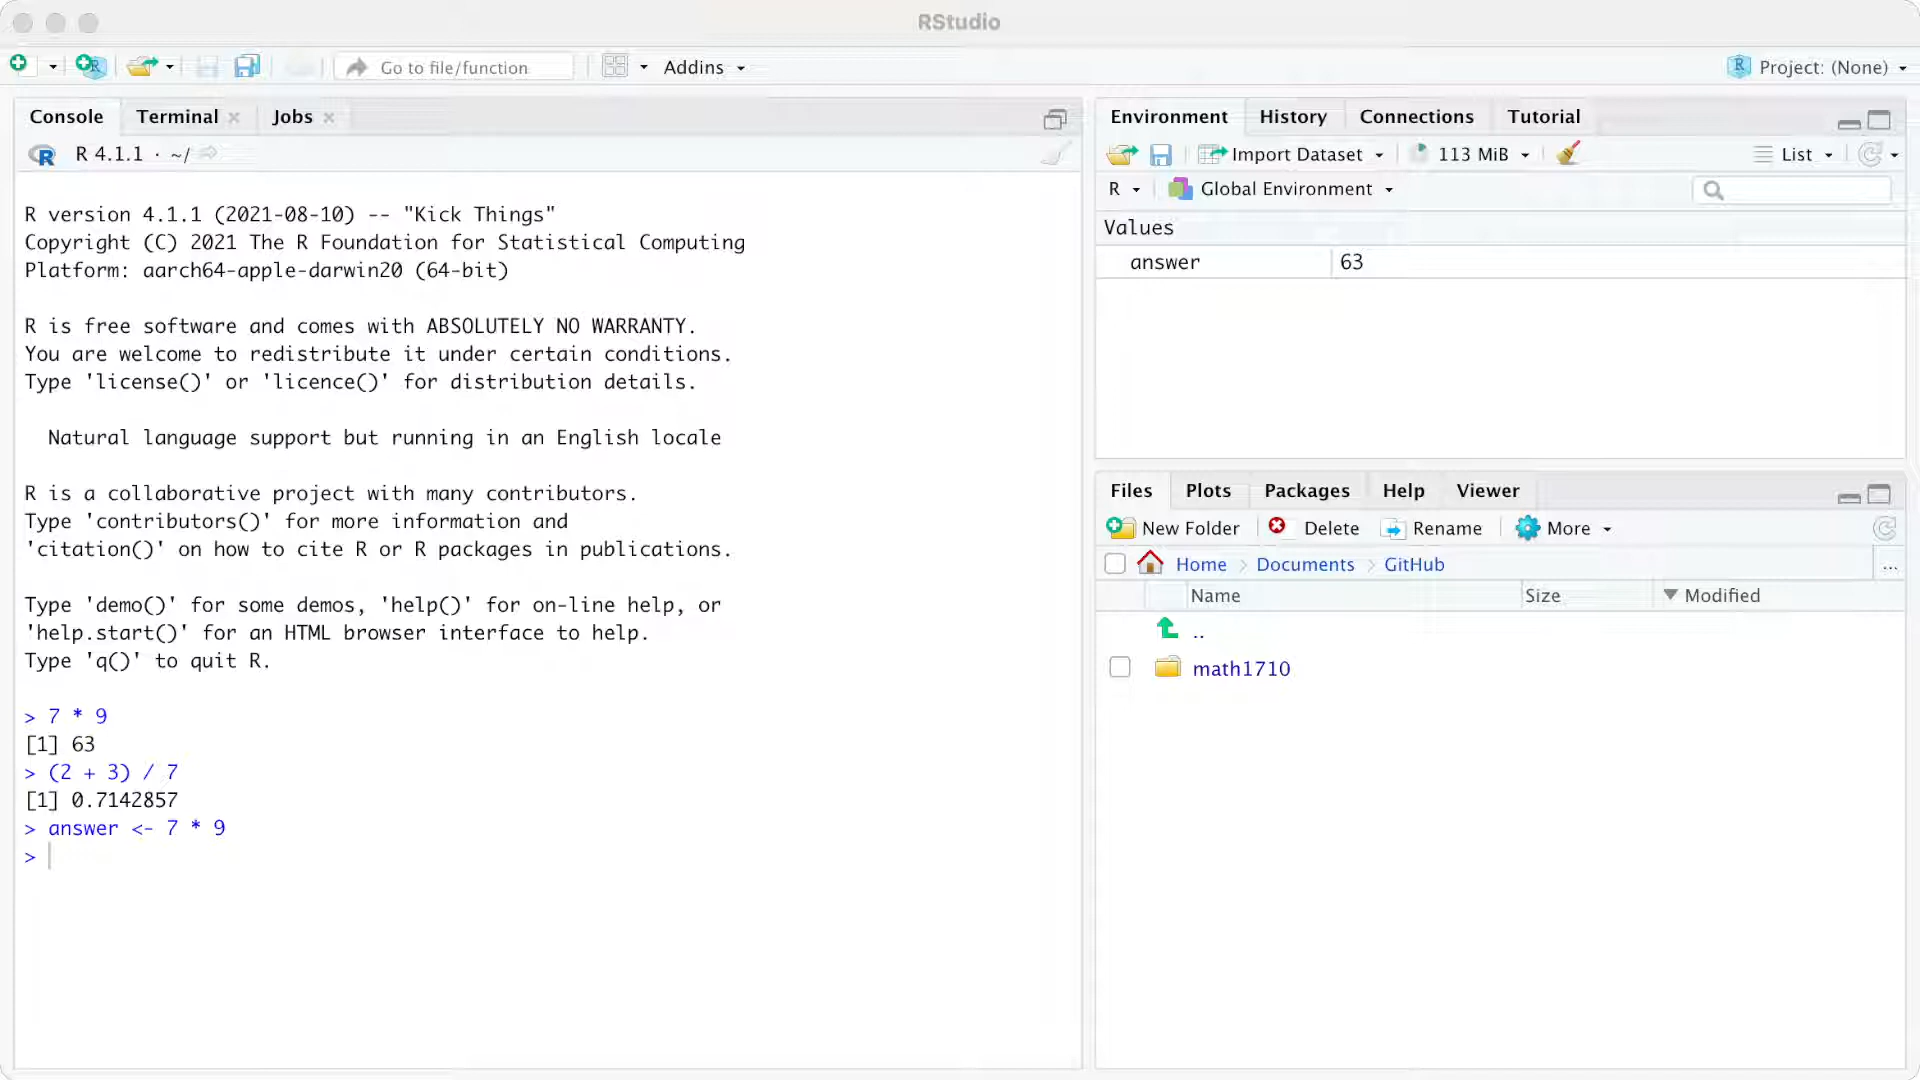 RStudio
Go to file/function
Addins
Project: (None)
Console
Terminal
Jobs
R 4.1.1 · ~/
R version 4.1.1 (2021-08-10) -- "Kick Things"
Copyright (C) 2021 The R Foundation for Statistical Computing
Platform: aarch64-apple-darwin20 (64-bit)
R is free software and comes with ABSOLUTELY NO WARRANTY.
You are welcome to redistribute it under certain conditions.
Type 'license()' or 'licence()' for distribution details.
Natural language support but running in an English locale
R is a collaborative project with many contributors.
Type 'contributors()' for more information and
'citation()' on how to cite R or R packages in publications.
Type 'demo()' for some demos, 'help()' for on-line help, or
'help.start()' for an HTML browser interface to help.
Type 'q()' to quit R.
> 7 * 9
[1] 63
> (2 + 3) / 7
[1] 0.7142857
> answer <- 7 * 9
>
Environment
History
Connections
Tutorial
Import Dataset
113 MiB
List
R
Global Environment
Values
answer 63
Files
Plots
Packages
Help
Viewer
New Folder
Delete
Rename
More
Home
Documents
GitHub
...
Name
Size
Modified
..
math1710